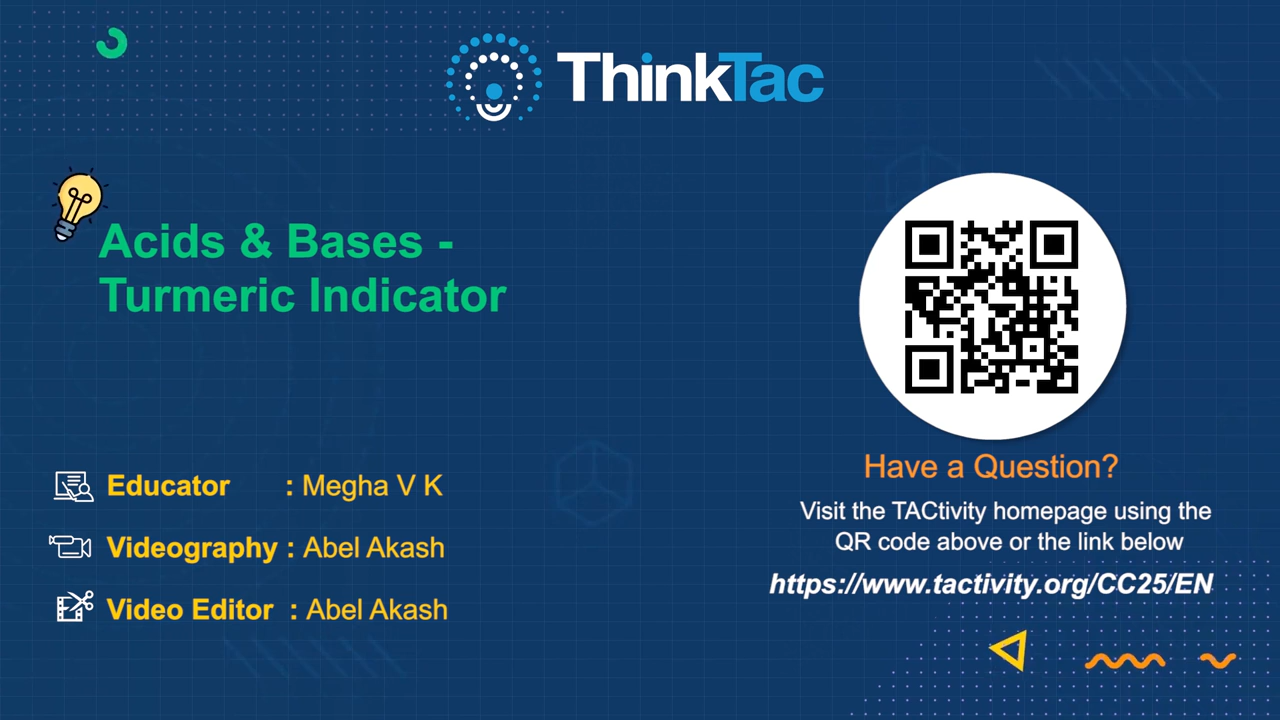 ThinkTac
Acids & Bases -
Turmeric Indicator
Educator : Megha V K
Videography : Abel Akash
Video Editor : Abel Akash
Have a Question?
Visit the TACtivity homepage using the
QR code above or the link below
https://www.tactivity.org/CC25/EN